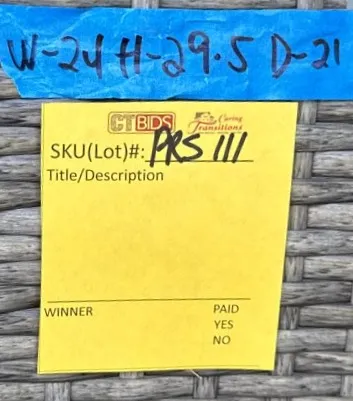 W-24 H-29.5 D-21
CTBIDS Caring Transitions
SKU(Lot)#: PRS 111
Title/Description
WINNER PAID
YES
NO